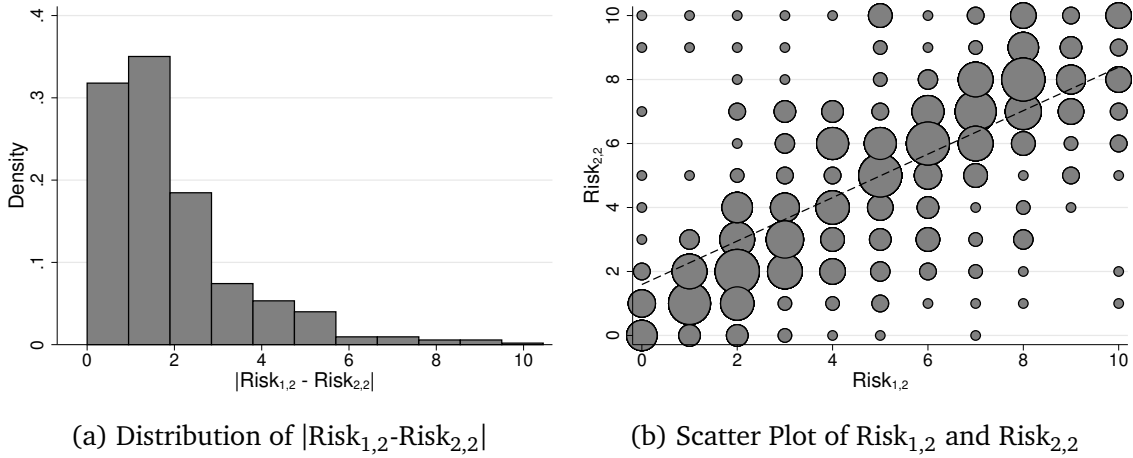 .4
.3
.2
.1
0
Density
0 2 4 6 8 10
|Risk1,2 - Risk2,2|
(a) Distribution of |Risk1,2-Risk2,2|
10
8
6
4
2
0
Risk2,2
0 2 4 6 8 10
Risk1,2
(b) Scatter Plot of Risk1,2 and Risk2,2